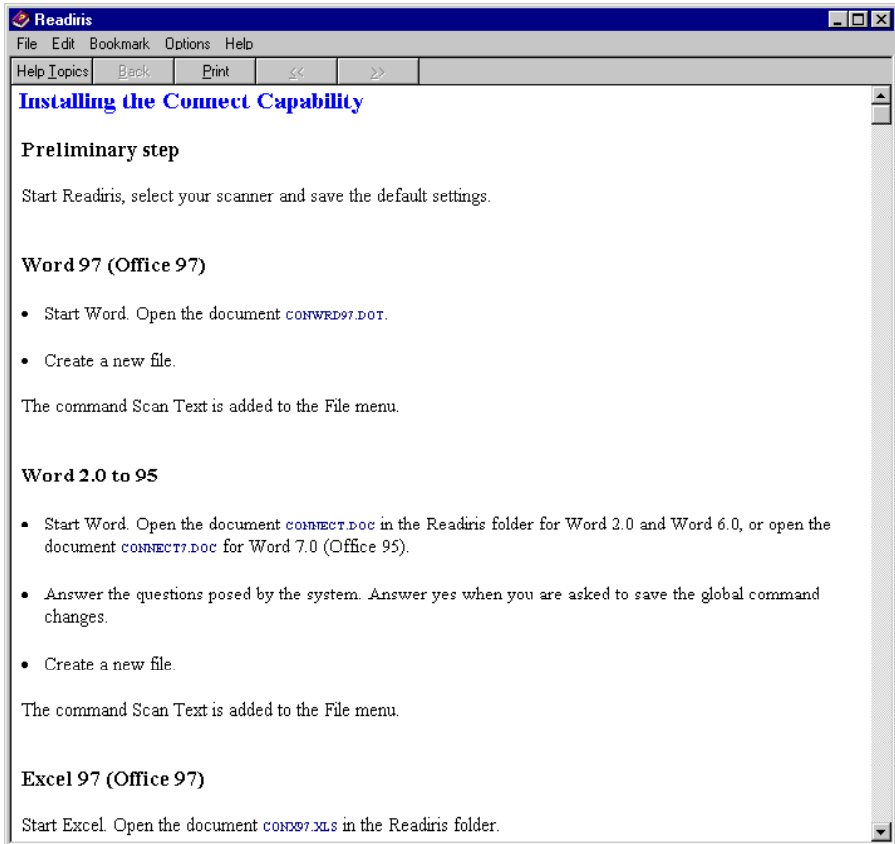 Readiris
File Edit Bookmark Options Help
Help Topics Back Print << >>
Installing the Connect Capability
Preliminary step
Start Readiris, select your scanner and save the default settings.
Word 97 (Office 97)
• Start Word. Open the document CONWRD97.DOT.
• Create a new file.
The command Scan Text is added to the File menu.
Word 2.0 to 95
• Start Word. Open the document CONNECT.DOC in the Readiris folder for Word 2.0 and Word 6.0, or open the
document CONNECT7.DOC for Word 7.0 (Office 95).
• Answer the questions posed by the system. Answer yes when you are asked to save the global command
changes.
• Create a new file.
The command Scan Text is added to the File menu.
Excel 97 (Office 97)
Start Excel. Open the document CONX97.XLS in the Readiris folder.